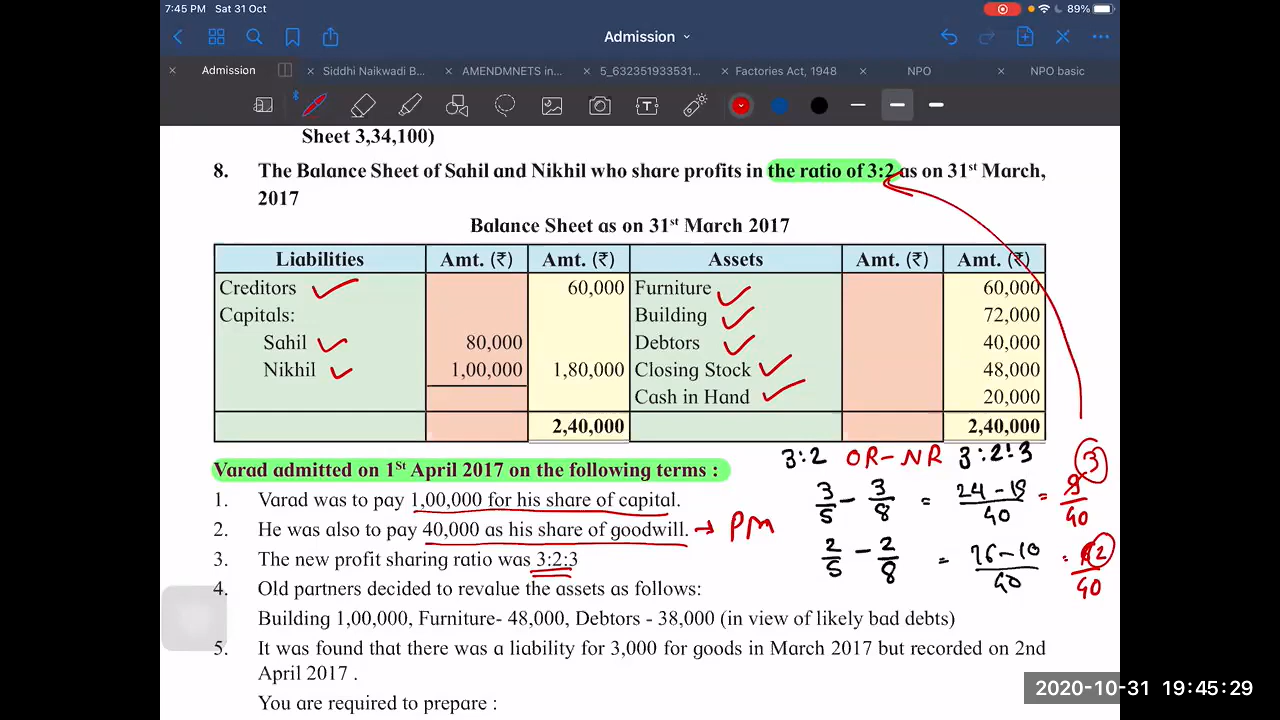 7:45 PM Sat 31 Oct
89%
Admission
Admission
Siddhi Naikwadi B...
AMENDMNETS in...
5_632351933531...
Factories Act, 1948
NPO
NPO basic
Sheet 3,34,100)
8. The Balance Sheet of Sahil and Nikhil who share profits in the ratio of 3:2 as on 31st March,
2017
Balance Sheet as on 31st March 2017
Liabilities Amt. (₹) Amt. (₹) Assets Amt. (₹) Amt. (₹)
Creditors 60,000 Furniture 60,000
Capitals: Building 72,000
Sahil 80,000 Debtors 40,000
Nikhil 1,00,000 1,80,000 Closing Stock 48,000
Cash in Hand 20,000
2,40,000 2,40,000
3:2 OR-NR 3:2:3 3
Varad admitted on 1St April 2017 on the following terms :
1. Varad was to pay 1,00,000 for his share of capital.
3/5 - 3/8 = 24-15/40 = 9/40
2. He was also to pay 40,000 as his share of goodwill. → PM
3. The new profit sharing ratio was 3:2:3
2/5 - 2/8 = 16-10/40 = 2/40
4. Old partners decided to revalue the assets as follows:
Building 1,00,000, Furniture- 48,000, Debtors - 38,000 (in view of likely bad debts)
5. It was found that there was a liability for 3,000 for goods in March 2017 but recorded on 2nd
April 2017 .
You are required to prepare :
2020-10-31 19:45:29